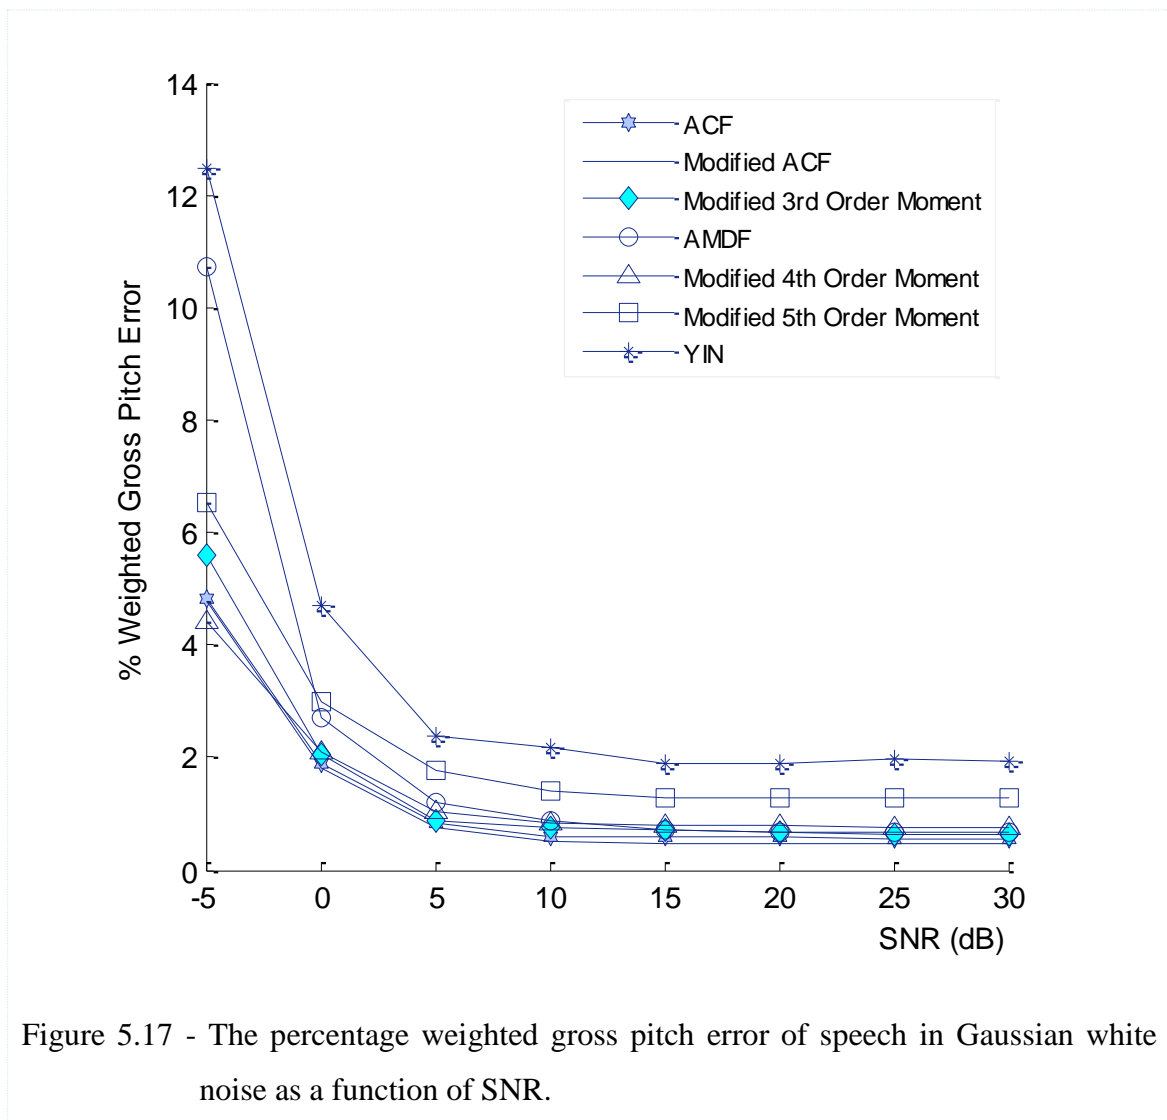 14
12
10
8
6
4
2
0
% Weighted Gross Pitch Error
ACF
Modified ACF
Modified 3rd Order Moment
AMDF
Modified 4th Order Moment
Modified 5th Order Moment
YIN
-5 0 5 10 15 20 25 30
SNR (dB)
Figure 5.17 - The percentage weighted gross pitch error of speech in Gaussian white
noise as a function of SNR.